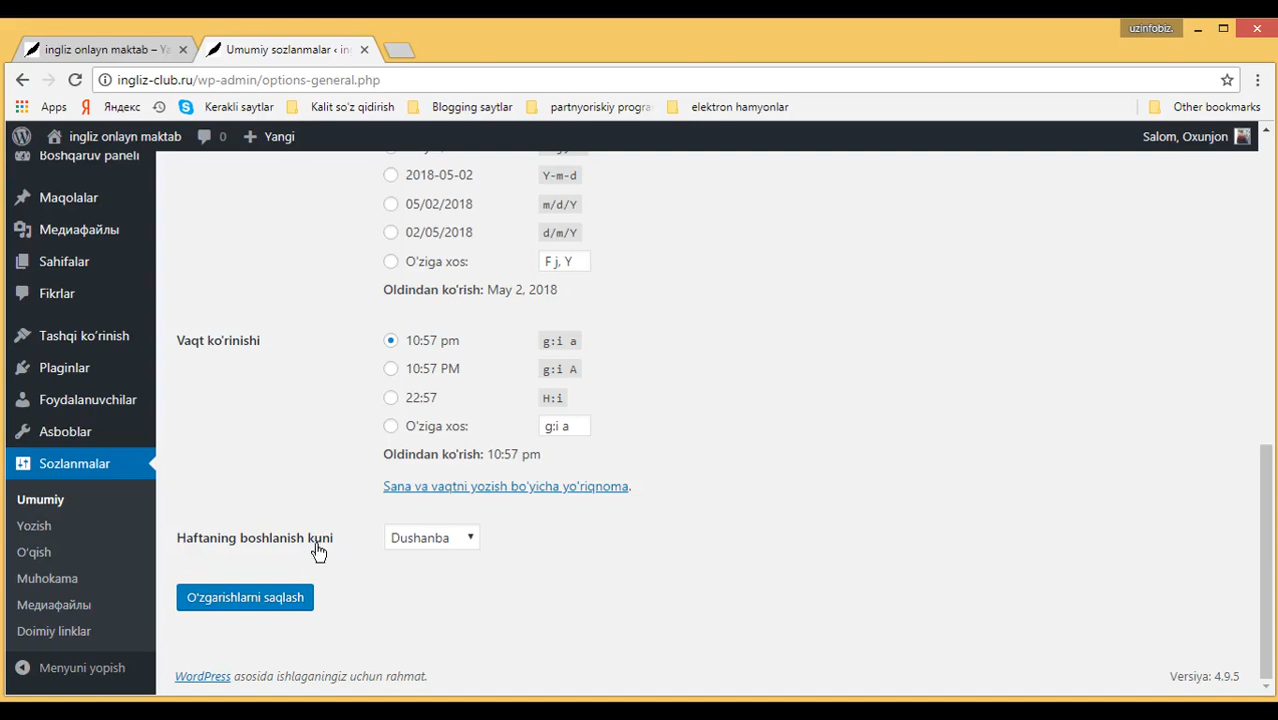 uzinfobiz.
ingliz onlayn maktab – Ya
Umumiy sozlanmalar ‹ in
ingliz-club.ru/wp-admin/options-general.php
Apps Яндекс Kerakli saytlar Kalit so'z qidirish Blogging saytlar partnyoriskiy progra elektron hamyonlar Other bookmarks
ingliz onlayn maktab 0 Yangi Salom, Oxunjon
Boshqaruv paneli
Maqolalar
Медиафайлы
Sahifalar
Fikrlar
Tashqi ko‘rinish
Plaginlar
Foydalanuvchilar
Asboblar
Sozlanmalar
Umumiy
Yozish
O‘qish
Muhokama
Медиафайлы
Doimiy linklar
Menyuni yopish
2018-05-02 Y-m-d
05/02/2018 m/d/Y
02/05/2018 d/m/Y
O'ziga xos: F j, Y
Oldindan ko'rish: May 2, 2018
Vaqt ko'rinishi
10:57 pm g:i a
10:57 PM g:i A
22:57 H:i
O'ziga xos: g:i a
Oldindan ko'rish: 10:57 pm
Sana va vaqtni yozish bo'yicha yo'riqnoma.
Haftaning boshlanish kuni Dushanba
O'zgarishlarni saqlash
WordPress asosida ishlaganingiz uchun rahmat. Versiya: 4.9.5